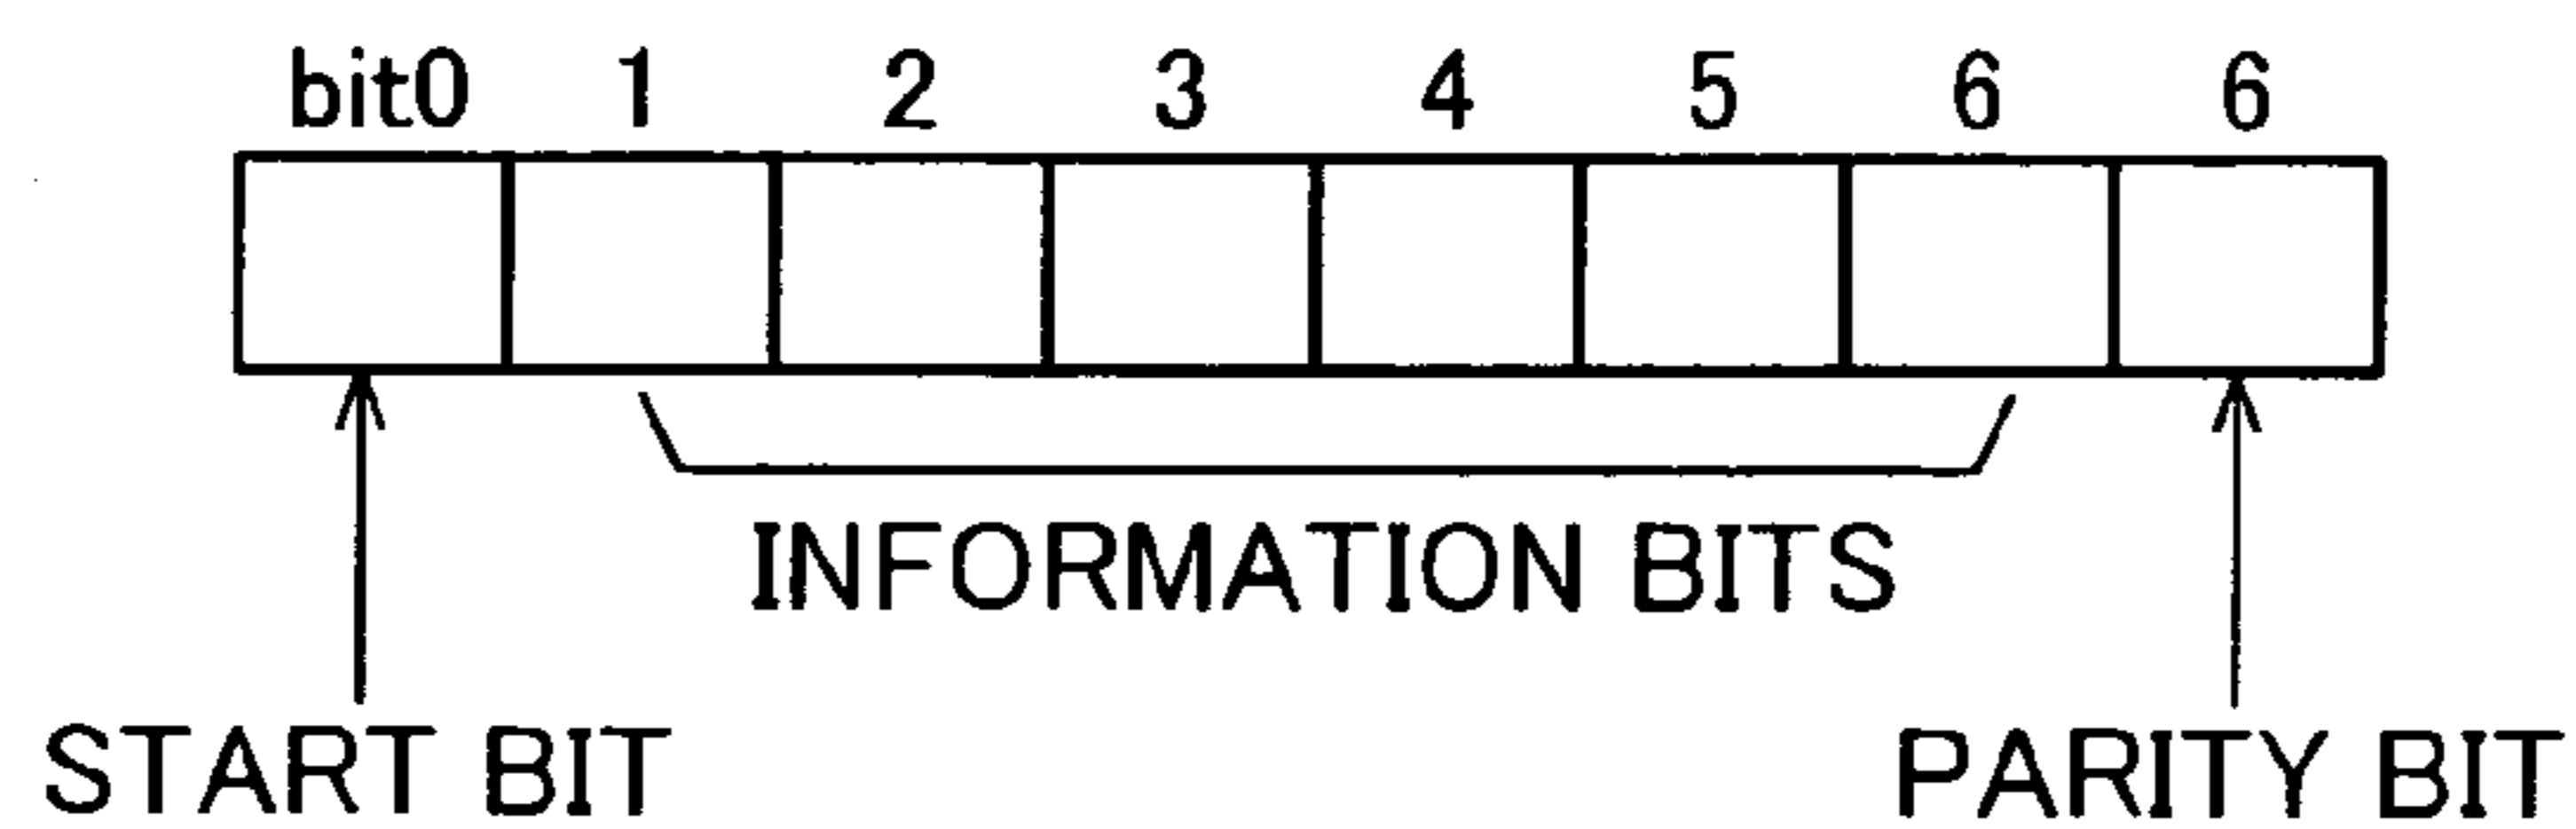 bit0 1 2 3 4 5 6 6
INFORMATION BITS
START BIT PARITY BIT